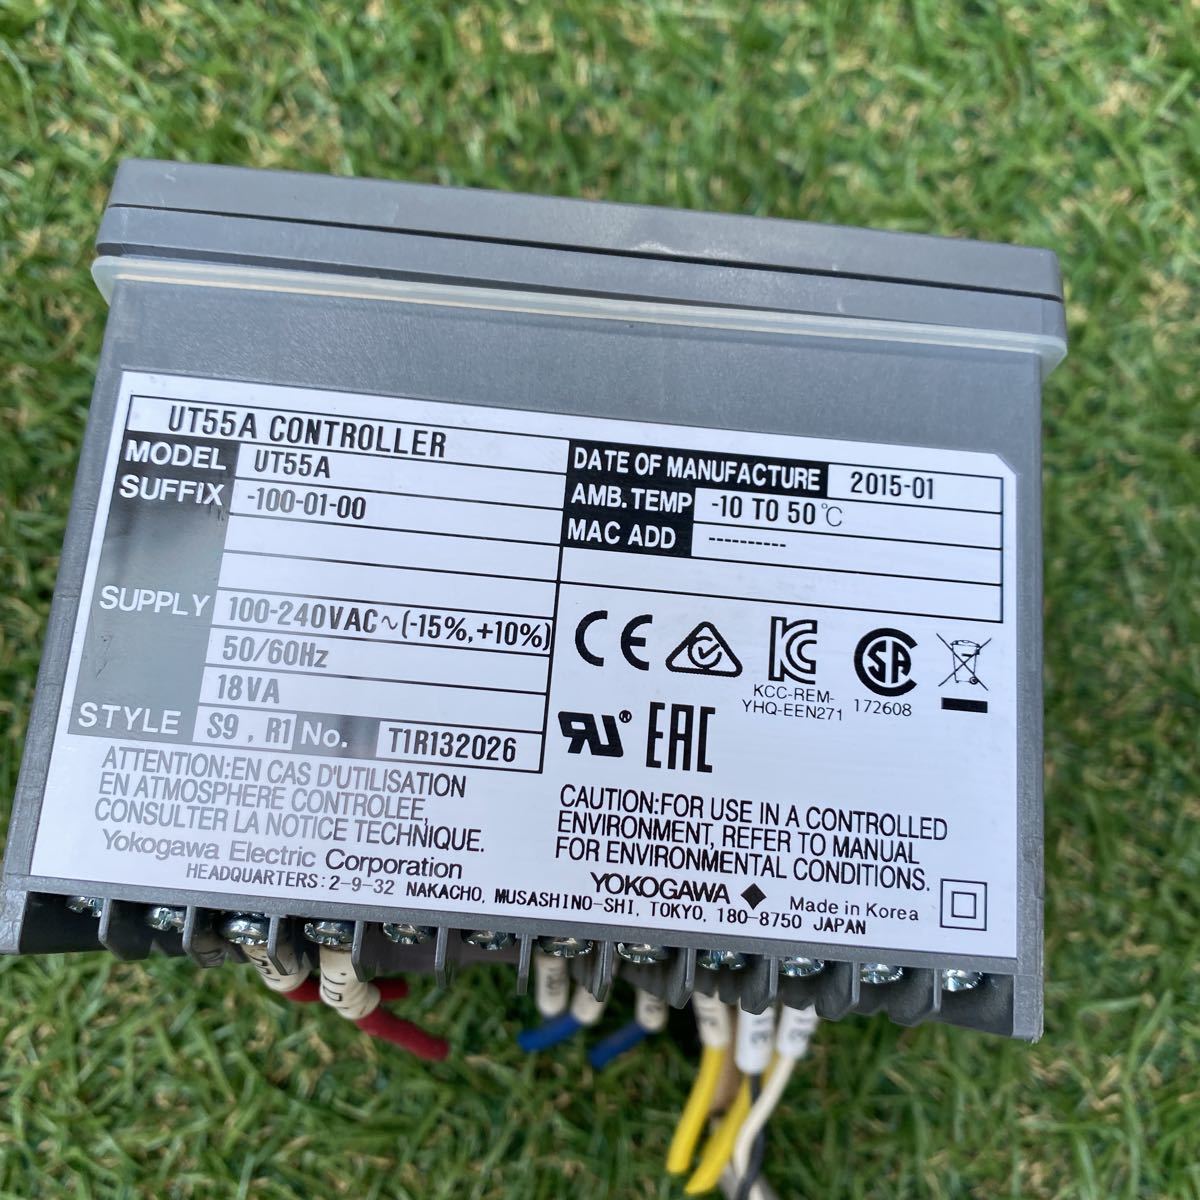 UT55A CONTROLLER
MODEL UT55A
SUFFIX -100-01-00
SUPPLY 100-240VAC~(-15%,+10%)
50/60Hz
18VA
STYLE S9 , R1 No. T1R132026
DATE OF MANUFACTURE 2015-01
AMB.TEMP -10 TO 50℃
MAC ADD ----------
CE
KC
KCC-REM-
YHQ-EEN271
SA
172608
RU®
EAC
ATTENTION:EN CAS D'UTILISATION
EN ATMOSPHERE CONTROLEE,
CONSULTER LA NOTICE TECHNIQUE.
CAUTION:FOR USE IN A CONTROLLED
ENVIRONMENT, REFER TO MANUAL
FOR ENVIRONMENTAL CONDITIONS.
Yokogawa Electric Corporation
YOKOGAWA ◆ Made in Korea
HEADQUARTERS: 2-9-32 NAKACHO, MUSASHINO-SHI, TOKYO, 180-8750 JAPAN